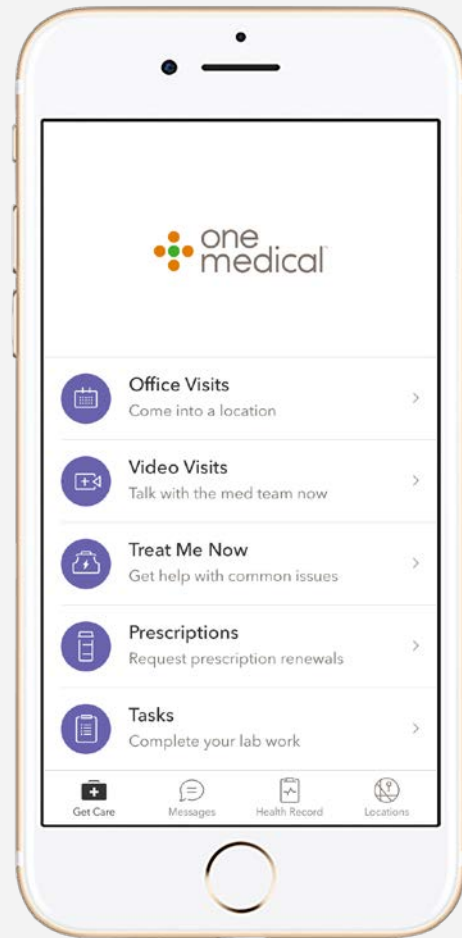 one
medical
Office Visits
Come into a location
Video Visits
Talk with the med team now
Treat Me Now
Get help with common issues
Prescriptions
Request prescription renewals
Tasks
Complete your lab work
Get Care
Messages
Health Record
Locations